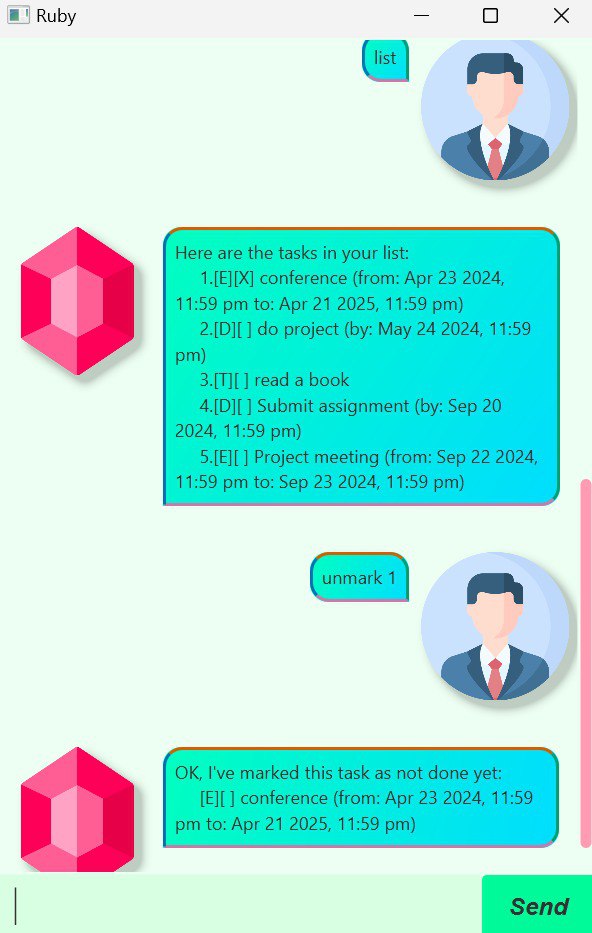 Ruby
list
Here are the tasks in your list:
1.[E][X] conference (from: Apr 23 2024,
11:59 pm to: Apr 21 2025, 11:59 pm)
2.[D][ ] do project (by: May 24 2024, 11:59
pm)
3.[T][ ] read a book
4.[D][ ] Submit assignment (by: Sep 20
2024, 11:59 pm)
5.[E][ ] Project meeting (from: Sep 22 2024,
11:59 pm to: Sep 23 2024, 11:59 pm)
unmark 1
OK, I've marked this task as not done yet:
[E][ ] conference (from: Apr 23 2024, 11:59
pm to: Apr 21 2025, 11:59 pm)
Send